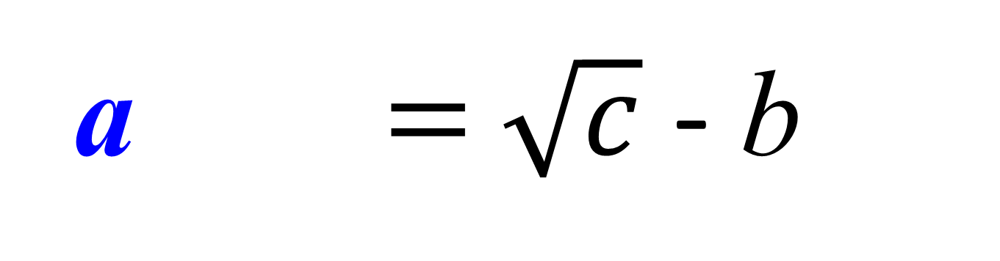 a = √c - b